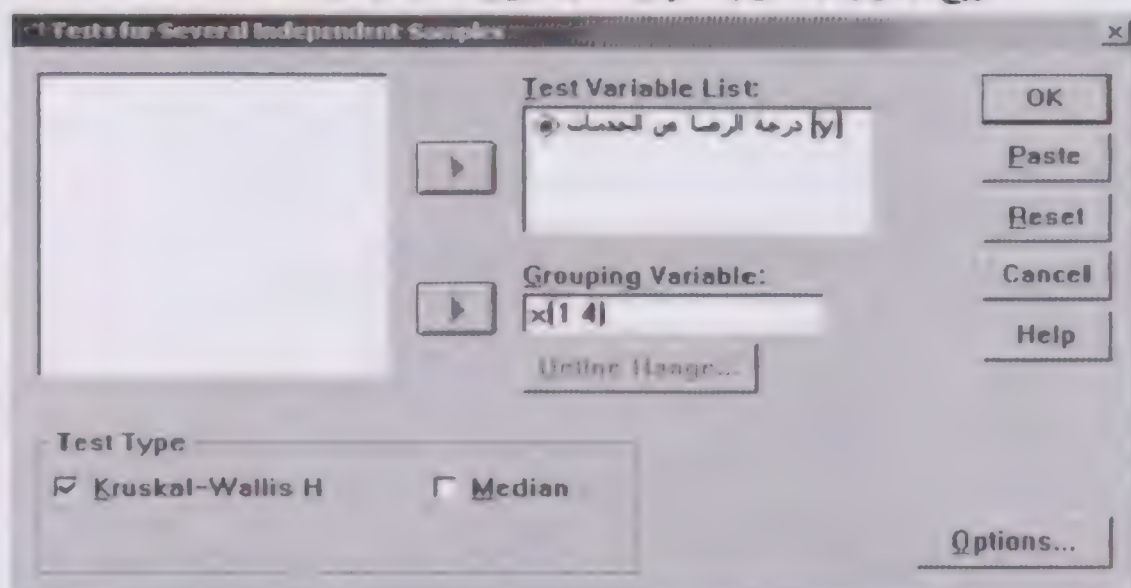 Tests for Several Independent Samples
Test Variable List:
درجة الرضا عن الخدمات [y]
Grouping Variable:
x(1 4)
Define Range...
OK
Paste
Reset
Cancel
Help
Test Type
Kruskal-Wallis H
Median
Options...